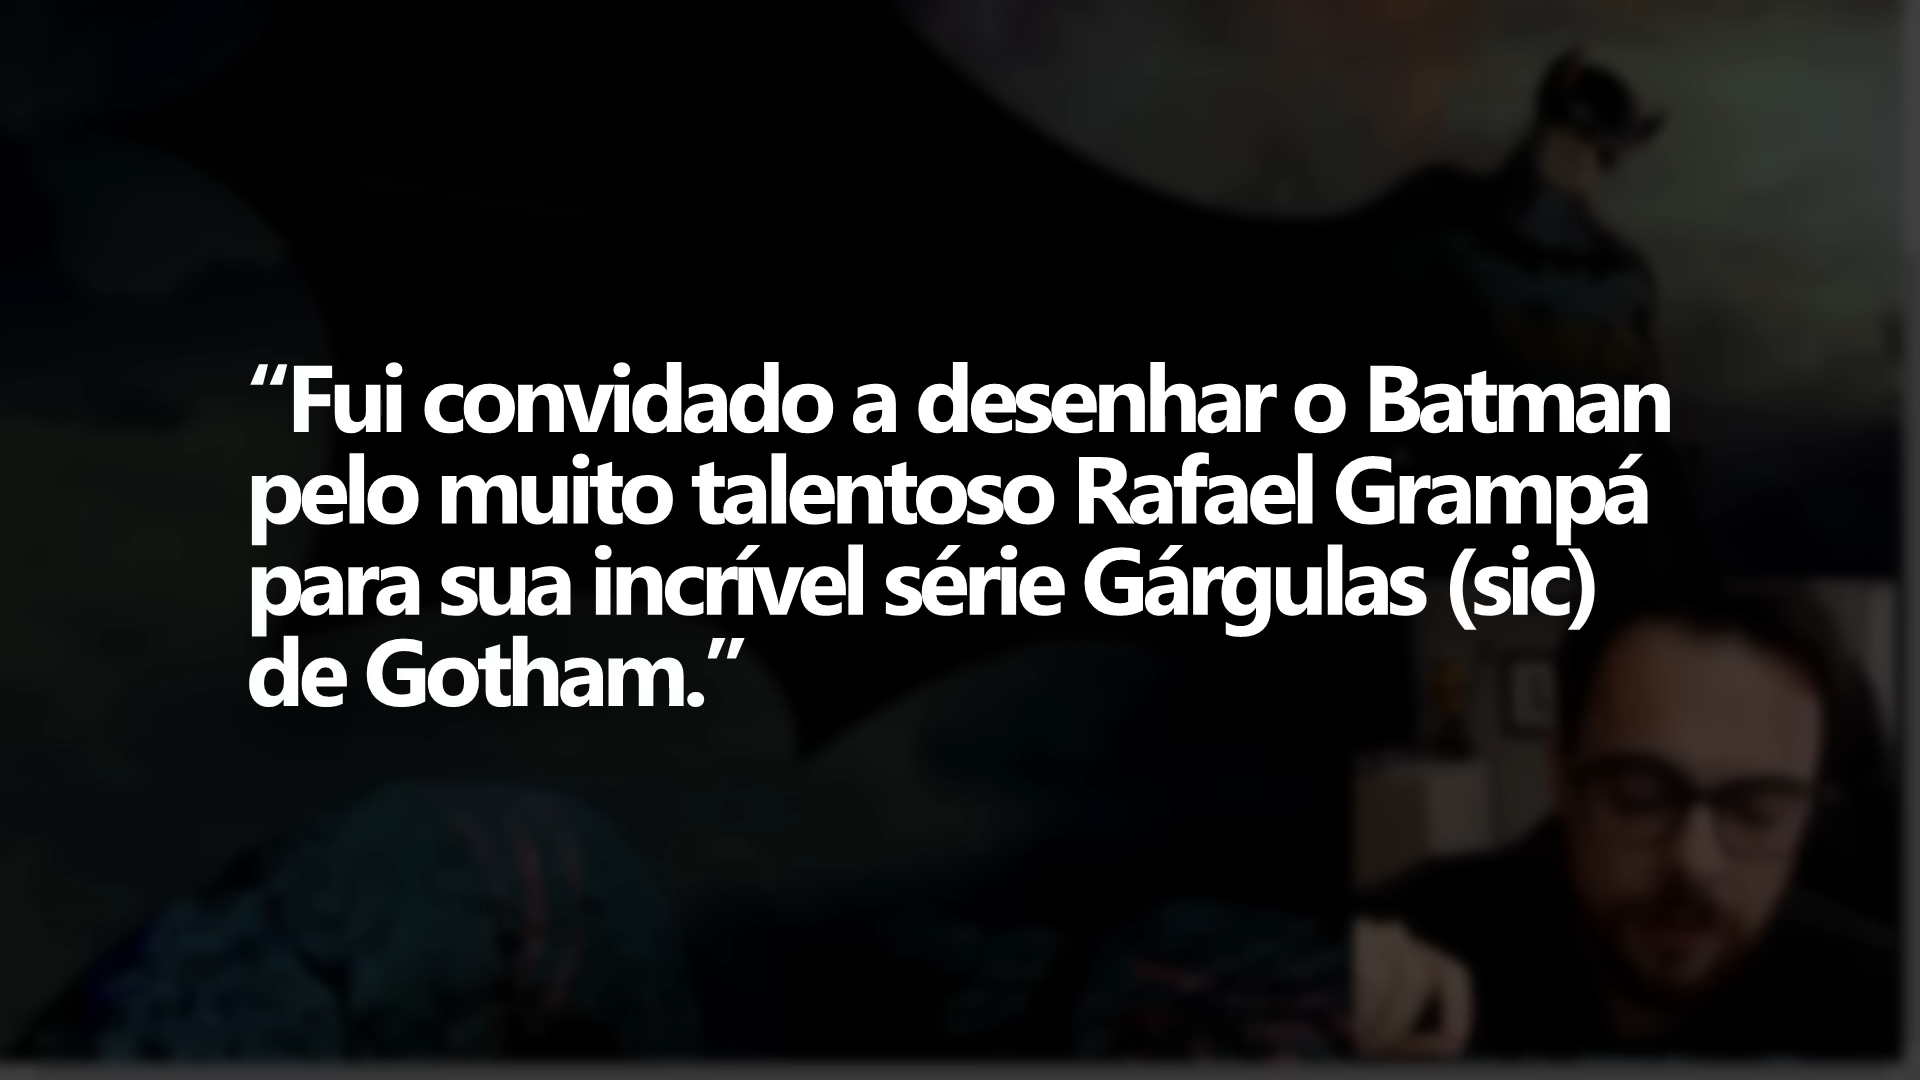 “Fui convidado a desenhar o Batman
pelo muito talentoso Rafael Grampá
para sua incrível série Gárgulas (sic)
de Gotham.”